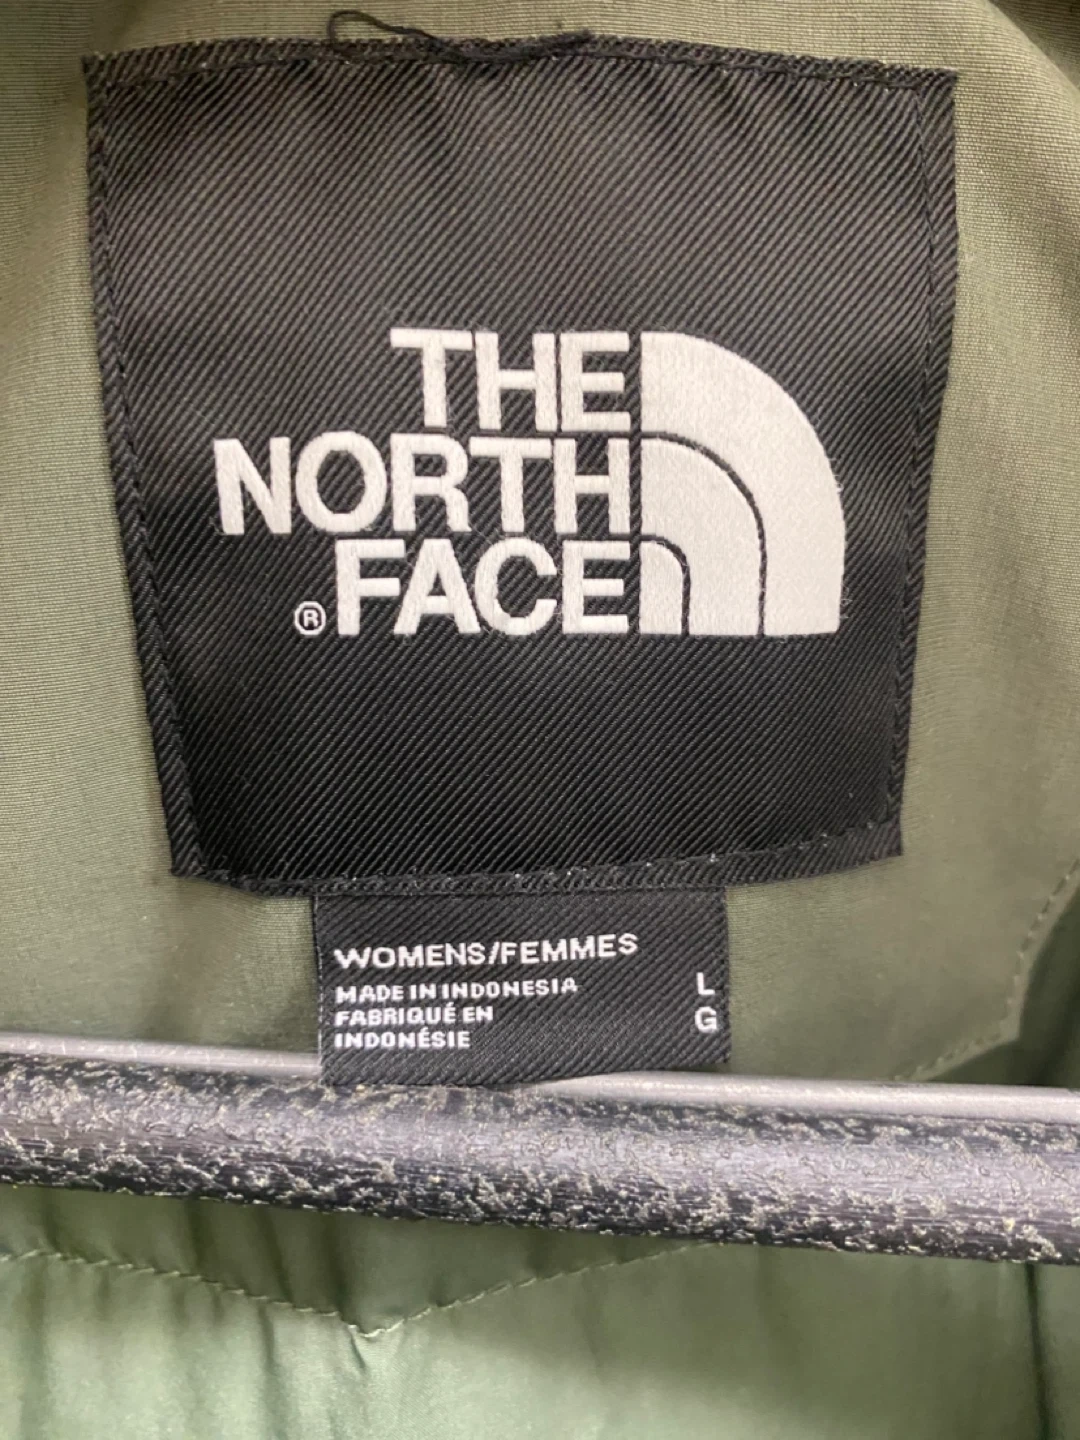 THE
NORTH
® FACE
WOMENS/FEMMES
MADE IN INDONESIA L
FABRIQUÉ EN G
INDONÉSIE